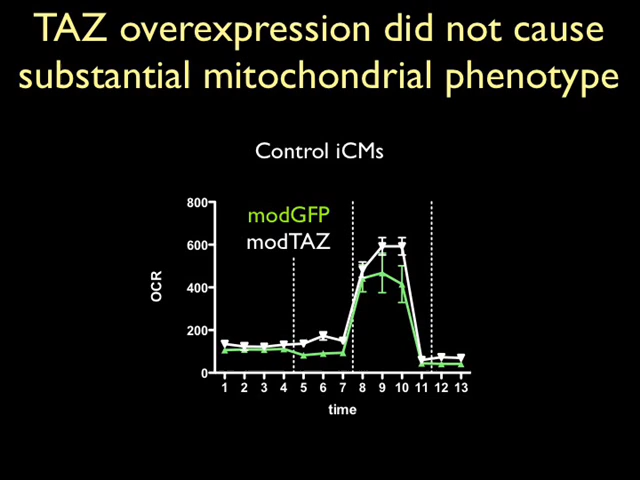 TAZ overexpression did not cause
substantial mitochondrial phenotype
Control iCMs
modGFP
modTAZ
800
600
400
200
0
OCR
1 2 3 4 5 6 7 8 9 10 11 12 13
time